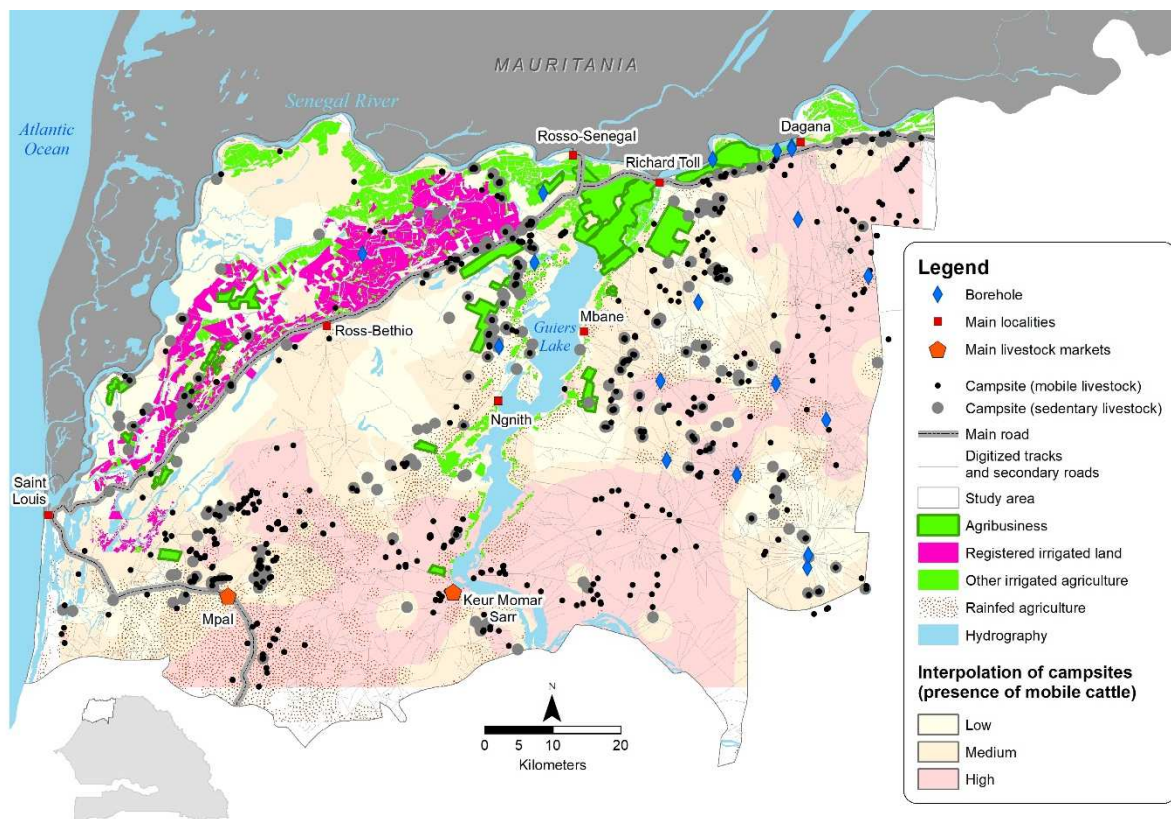 MAURITANIA
Senegal River
Atlantic
Ocean
Rosso-Senegal
Dagana
Richard Toll
Ross-Bethio
Guiers
Lake
Mbane
Ngnith
Saint
Louis
Mpal
Keur Momar
Sarr
N
0 10 20
Kilometers
Legend
Borehole
Main localities
Main livestock markets
Campsite (mobile livestock)
Campsite (sedentary livestock)
Main road
Digitized tracks
and secondary roads
Study area
Agribusiness
Registered irrigated land
Other irrigated agriculture
Rainfed agriculture
Hydrography
Interpolation of campsites
(presence of mobile cattle)
Low
Medium
High